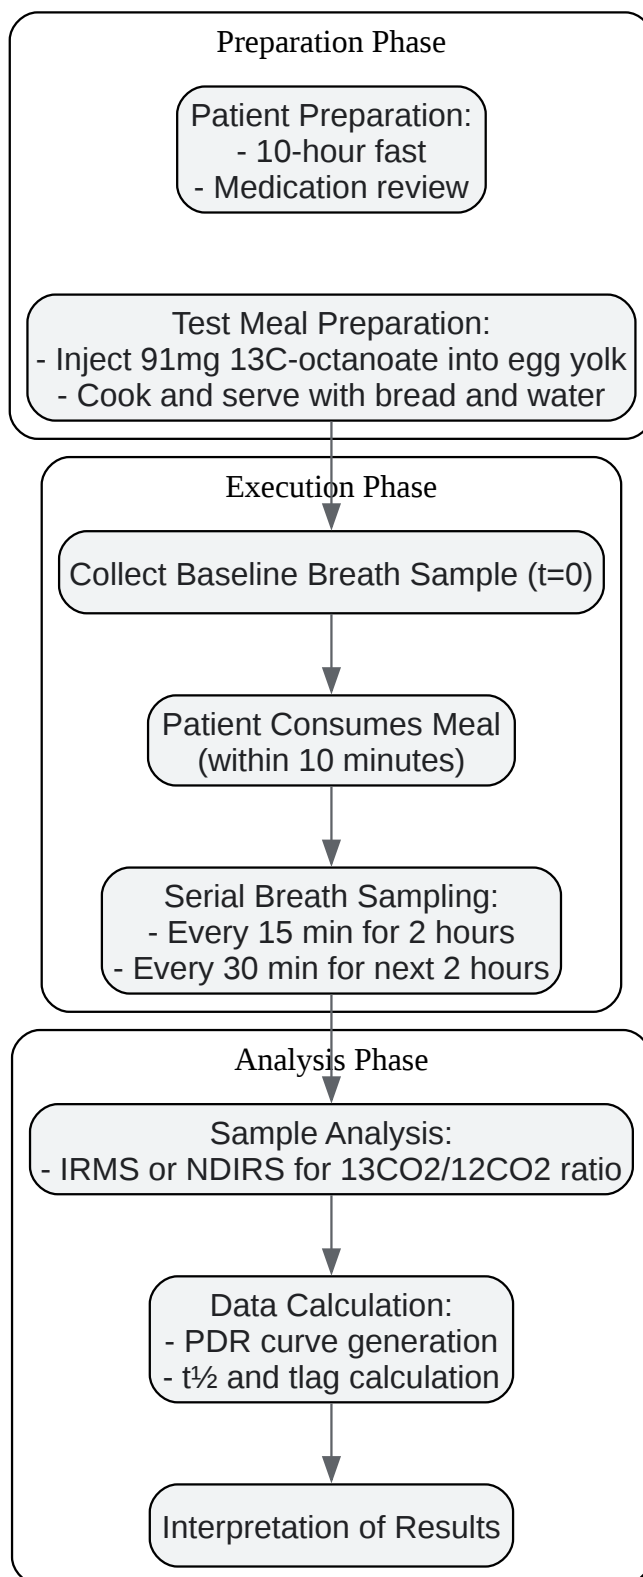 Preparation Phase
Patient Preparation:
- 10-hour fast
- Medication review
Test Meal Preparation:
- Inject 91mg 13C-octanoate into egg yolk
- Cook and serve with bread and water
Execution Phase
Collect Baseline Breath Sample (t=0)
Patient Consumes Meal
(within 10 minutes)
Serial Breath Sampling:
- Every 15 min for 2 hours
- Every 30 min for next 2 hours
Analysis Phase
Sample Analysis:
- IRMS or NDIRS for 13CO2/12CO2 ratio
Data Calculation:
- PDR curve generation
- t½ and tlag calculation
Interpretation of Results